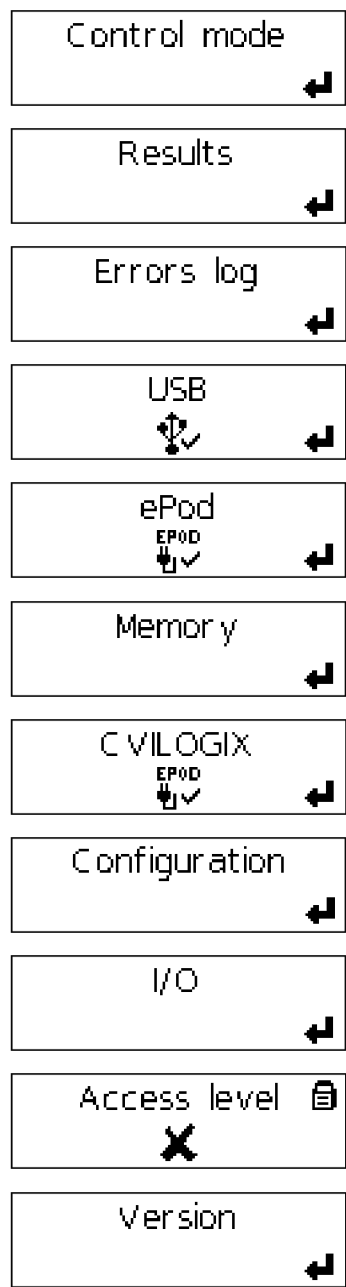 Control mode
Results
Errors log
USB
ePod
EPOD
Memory
CVILOGIX
EPOD
Configuration
I/O
Access level
Version